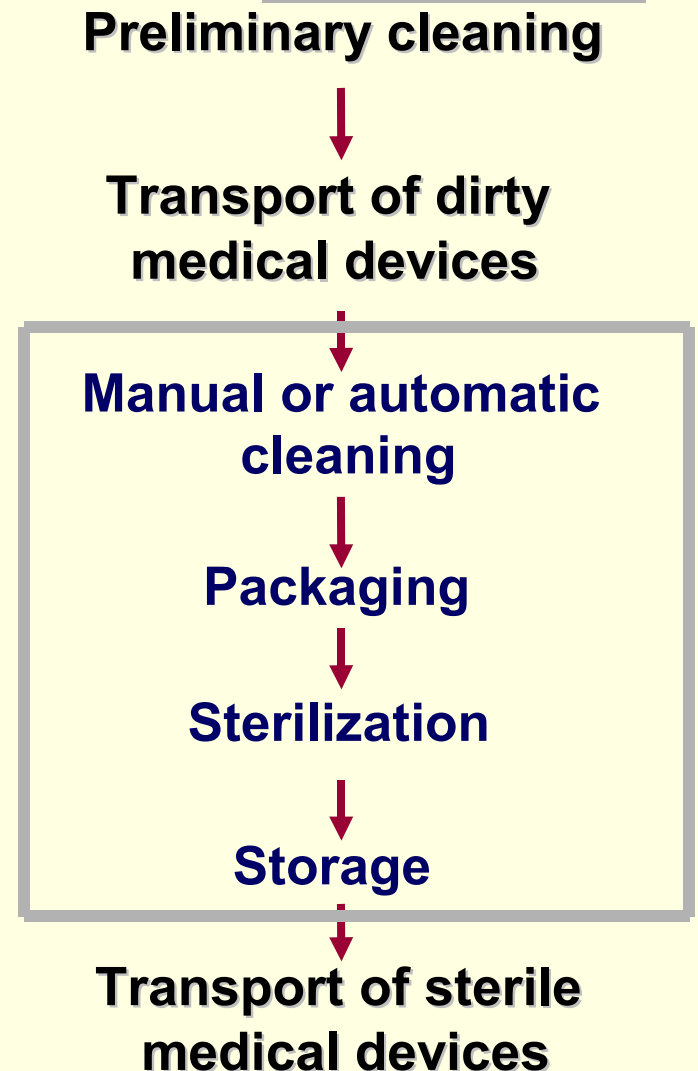 Preliminary cleaning
Transport of dirty
medical devices
Manual or automatic
cleaning
Packaging
Sterilization
Storage
Transport of sterile
medical devices